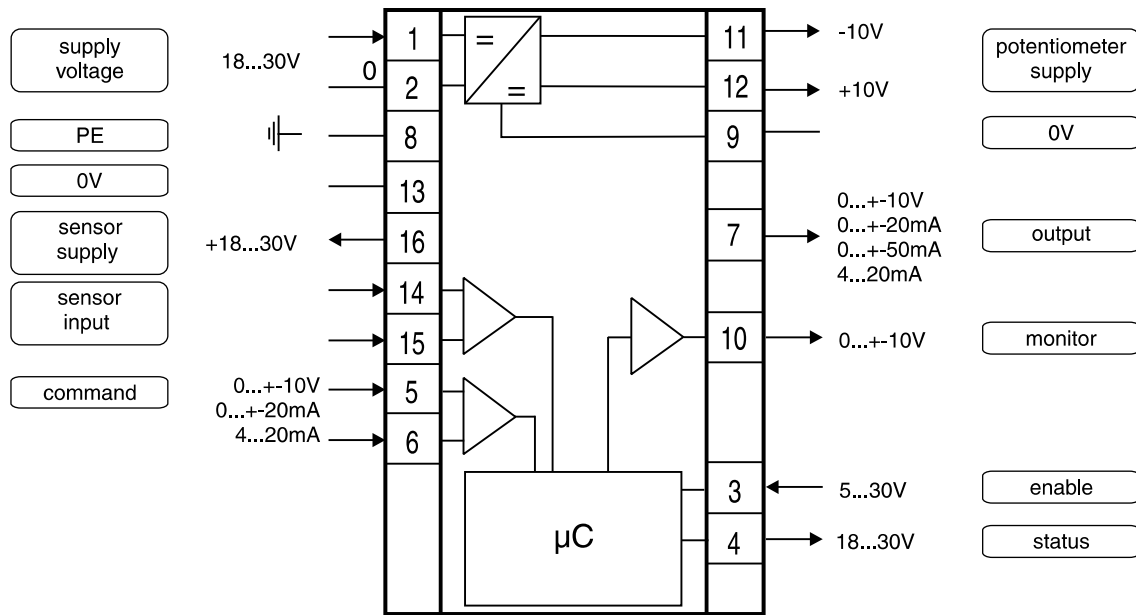 supply
voltage
18...30V
0
1
2
=
=
11
12
-10V
+10V
potentiometer
supply
PE
8
9
0V
0V
13
sensor
supply
+18...30V
16
7
0...+-10V
0...+-20mA
0...+-50mA
4...20mA
output
sensor
input
14
15
10
0...+-10V
monitor
command
0...+-10V
0...+-20mA
4...20mA
5
6
µC
3
5...30V
enable
4
18...30V
status